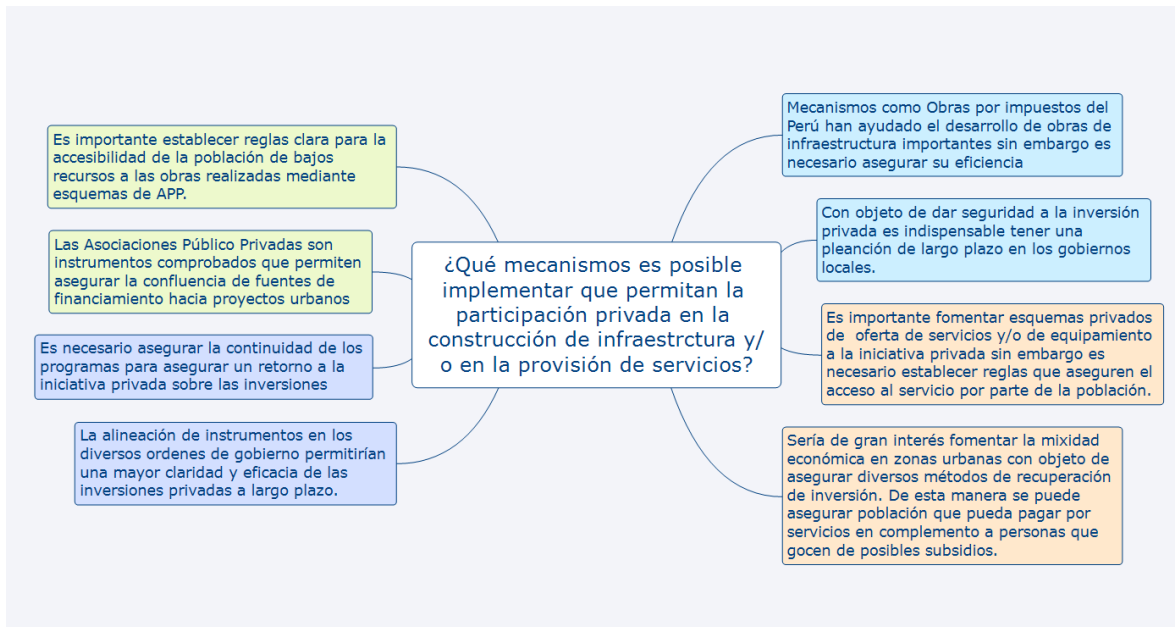 ¿Qué mecanismos es posible
implementar que permitan la
participación privada en la
construcción de infraestrctura y/
o en la provisión de servicios?
Mecanismos como Obras por impuestos del
Perú han ayudado el desarrollo de obras de
infraestructura importantes sin embargo es
necesario asegurar su eficiencia
Con objeto de dar seguridad a la inversión
privada es indispensable tener una
pleanción de largo plazo en los gobiernos
locales.
Es importante fomentar esquemas privados
de  oferta de servicios y/o de equipamiento
a la iniciativa privada sin embargo es
necesario establecer reglas que aseguren el
acceso al servicio por parte de la población.
Sería de gran interés fomentar la mixidad
económica en zonas urbanas con objeto de
asegurar diversos métodos de recuperación
de inversión. De esta manera se puede
asegurar población que pueda pagar por
servicios en complemento a personas que
gocen de posibles subsidios.
Es importante establecer reglas clara para la
accesibilidad de la población de bajos
recursos a las obras realizadas mediante
esquemas de APP.
Las Asociaciones Público Privadas son
instrumentos comprobados que permiten
asegurar la confluencia de fuentes de
financiamiento hacia proyectos urbanos
Es necesario asegurar la continuidad de los
programas para asegurar un retorno a la
iniciativa privada sobre las inversiones
La alineación de instrumentos en los
diversos ordenes de gobierno permitirían
una mayor claridad y eficacia de las
inversiones privadas a largo plazo.